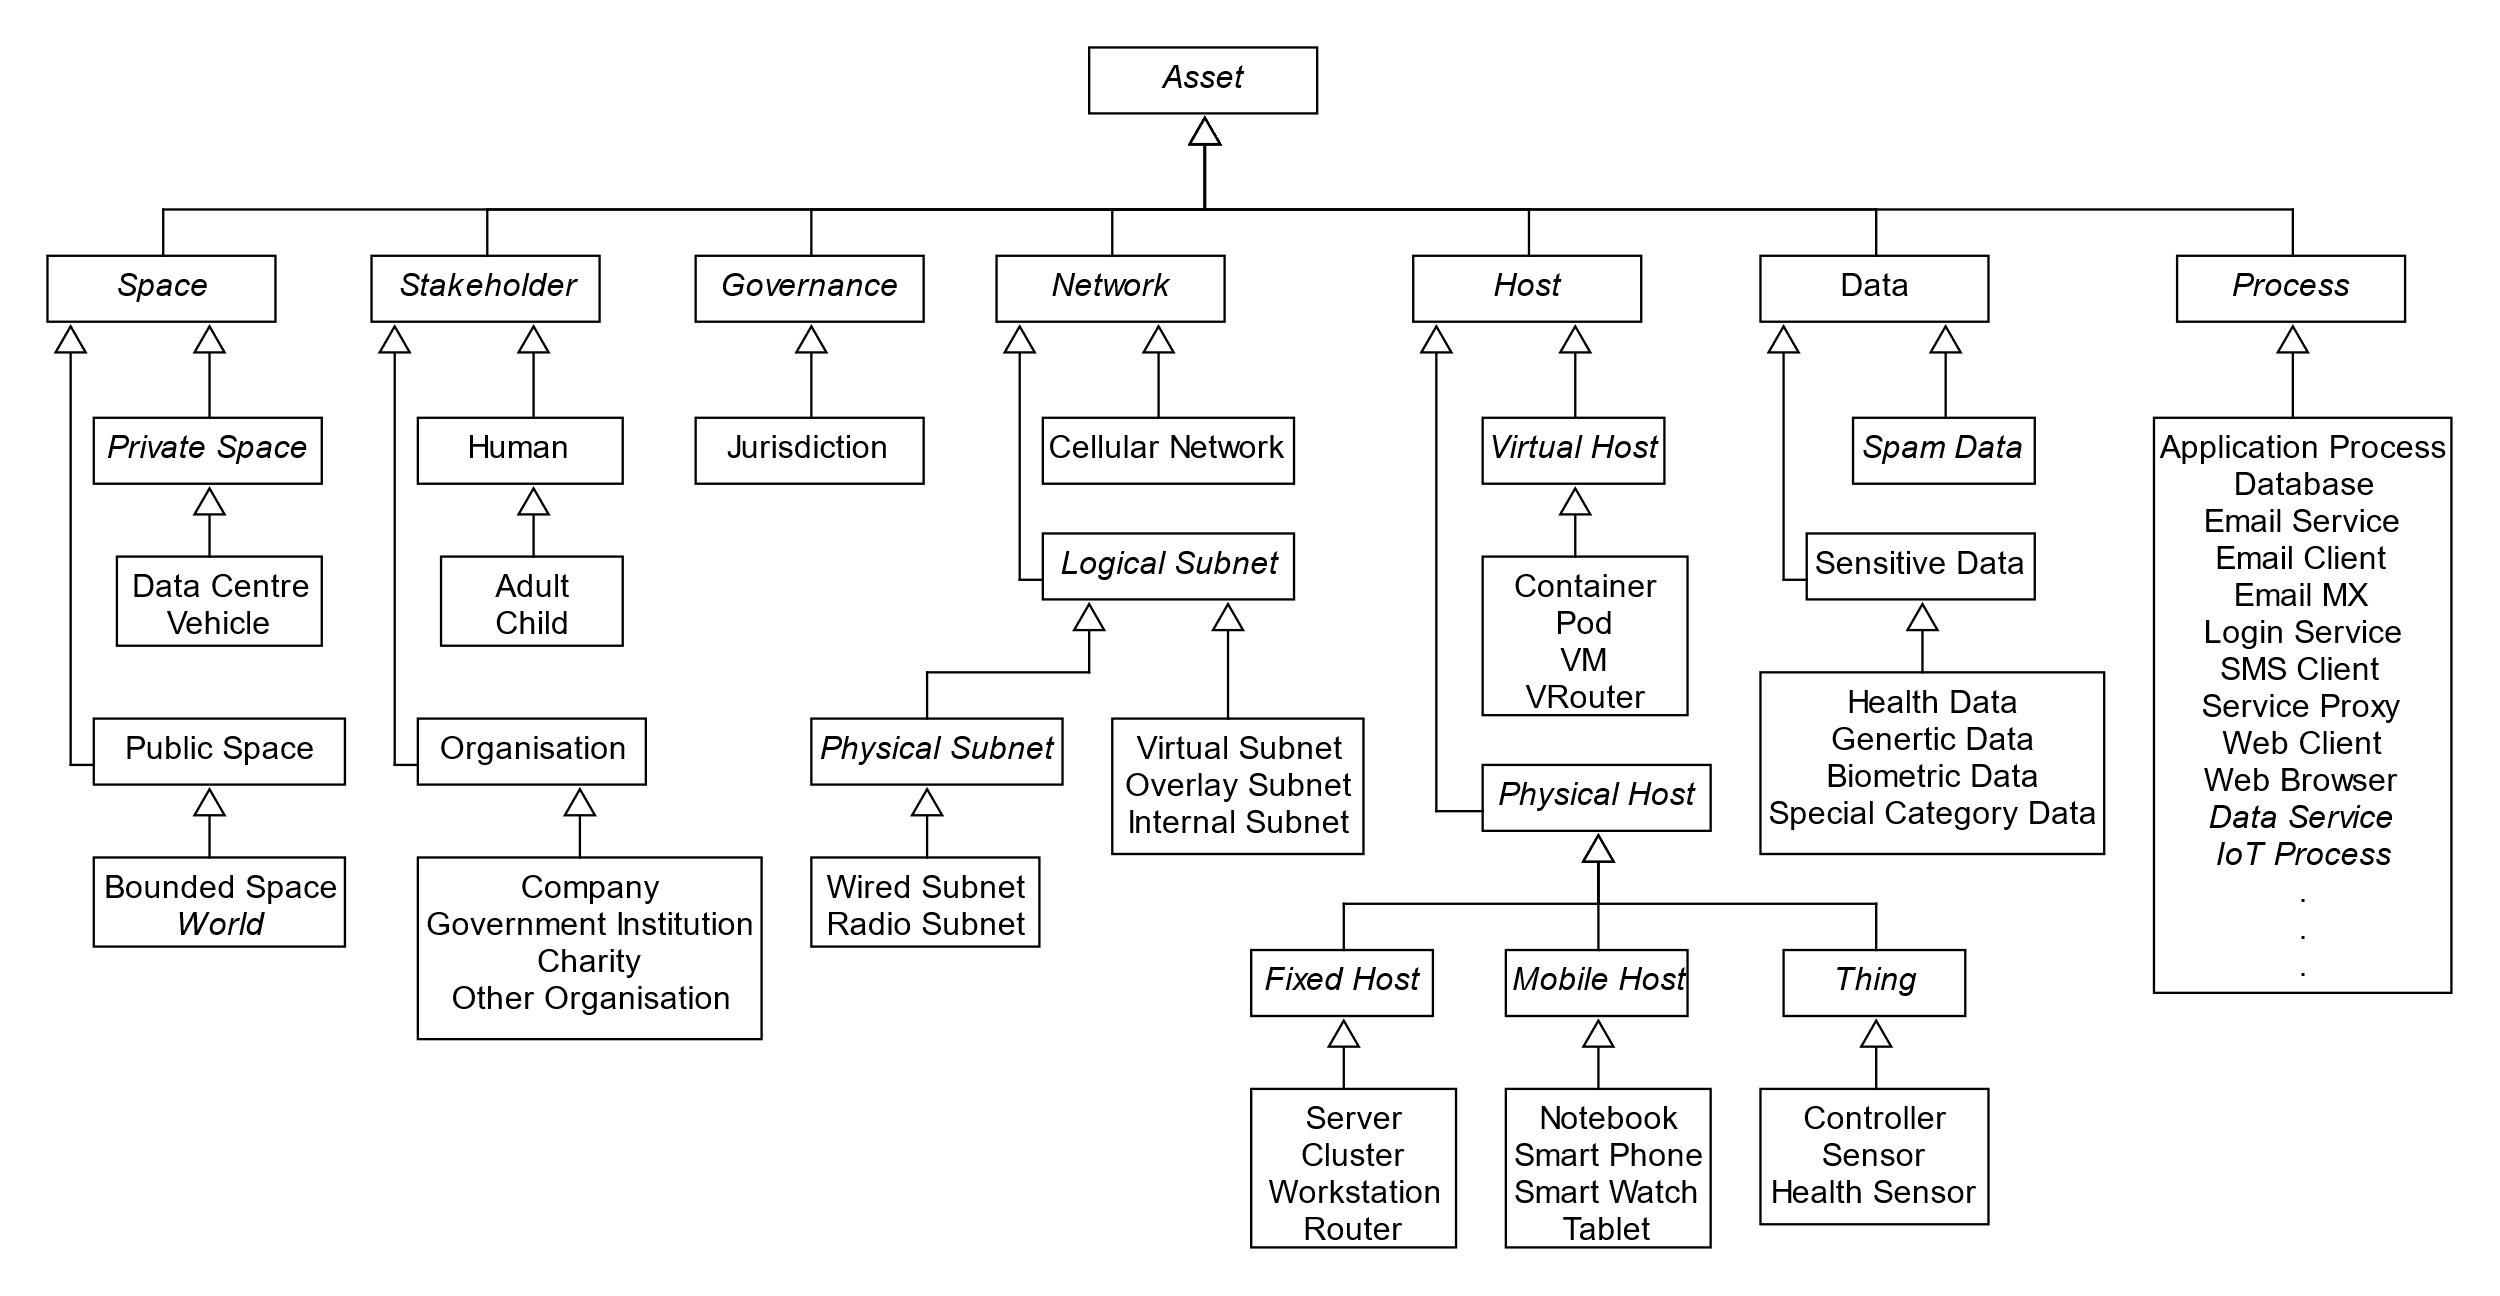 Asset
Space
Stakeholder
Governance
Network
Host
Data
Process
Private Space
Human
Jurisdiction
Cellular Network
Virtual Host
Spam Data
Application Process
Database
Email Service
Email Client
Email MX
Login Service
SMS Client
Service Proxy
Web Client
Web Browser
Data Service
IoT Process
.
.
.
Data Centre
Vehicle
Adult
Child
Logical Subnet
Container
Pod
VM
VRouter
Sensitive Data
Public Space
Organisation
Physical Subnet
Virtual Subnet
Overlay Subnet
Internal Subnet
Physical Host
Health Data
Genertic Data
Biometric Data
Special Category Data
Bounded Space
World
Company
Government Institution
Charity
Other Organisation
Wired Subnet
Radio Subnet
Fixed Host
Mobile Host
Thing
Server
Cluster
Workstation
Router
Notebook
Smart Phone
Smart Watch
Tablet
Controller
Sensor
Health Sensor